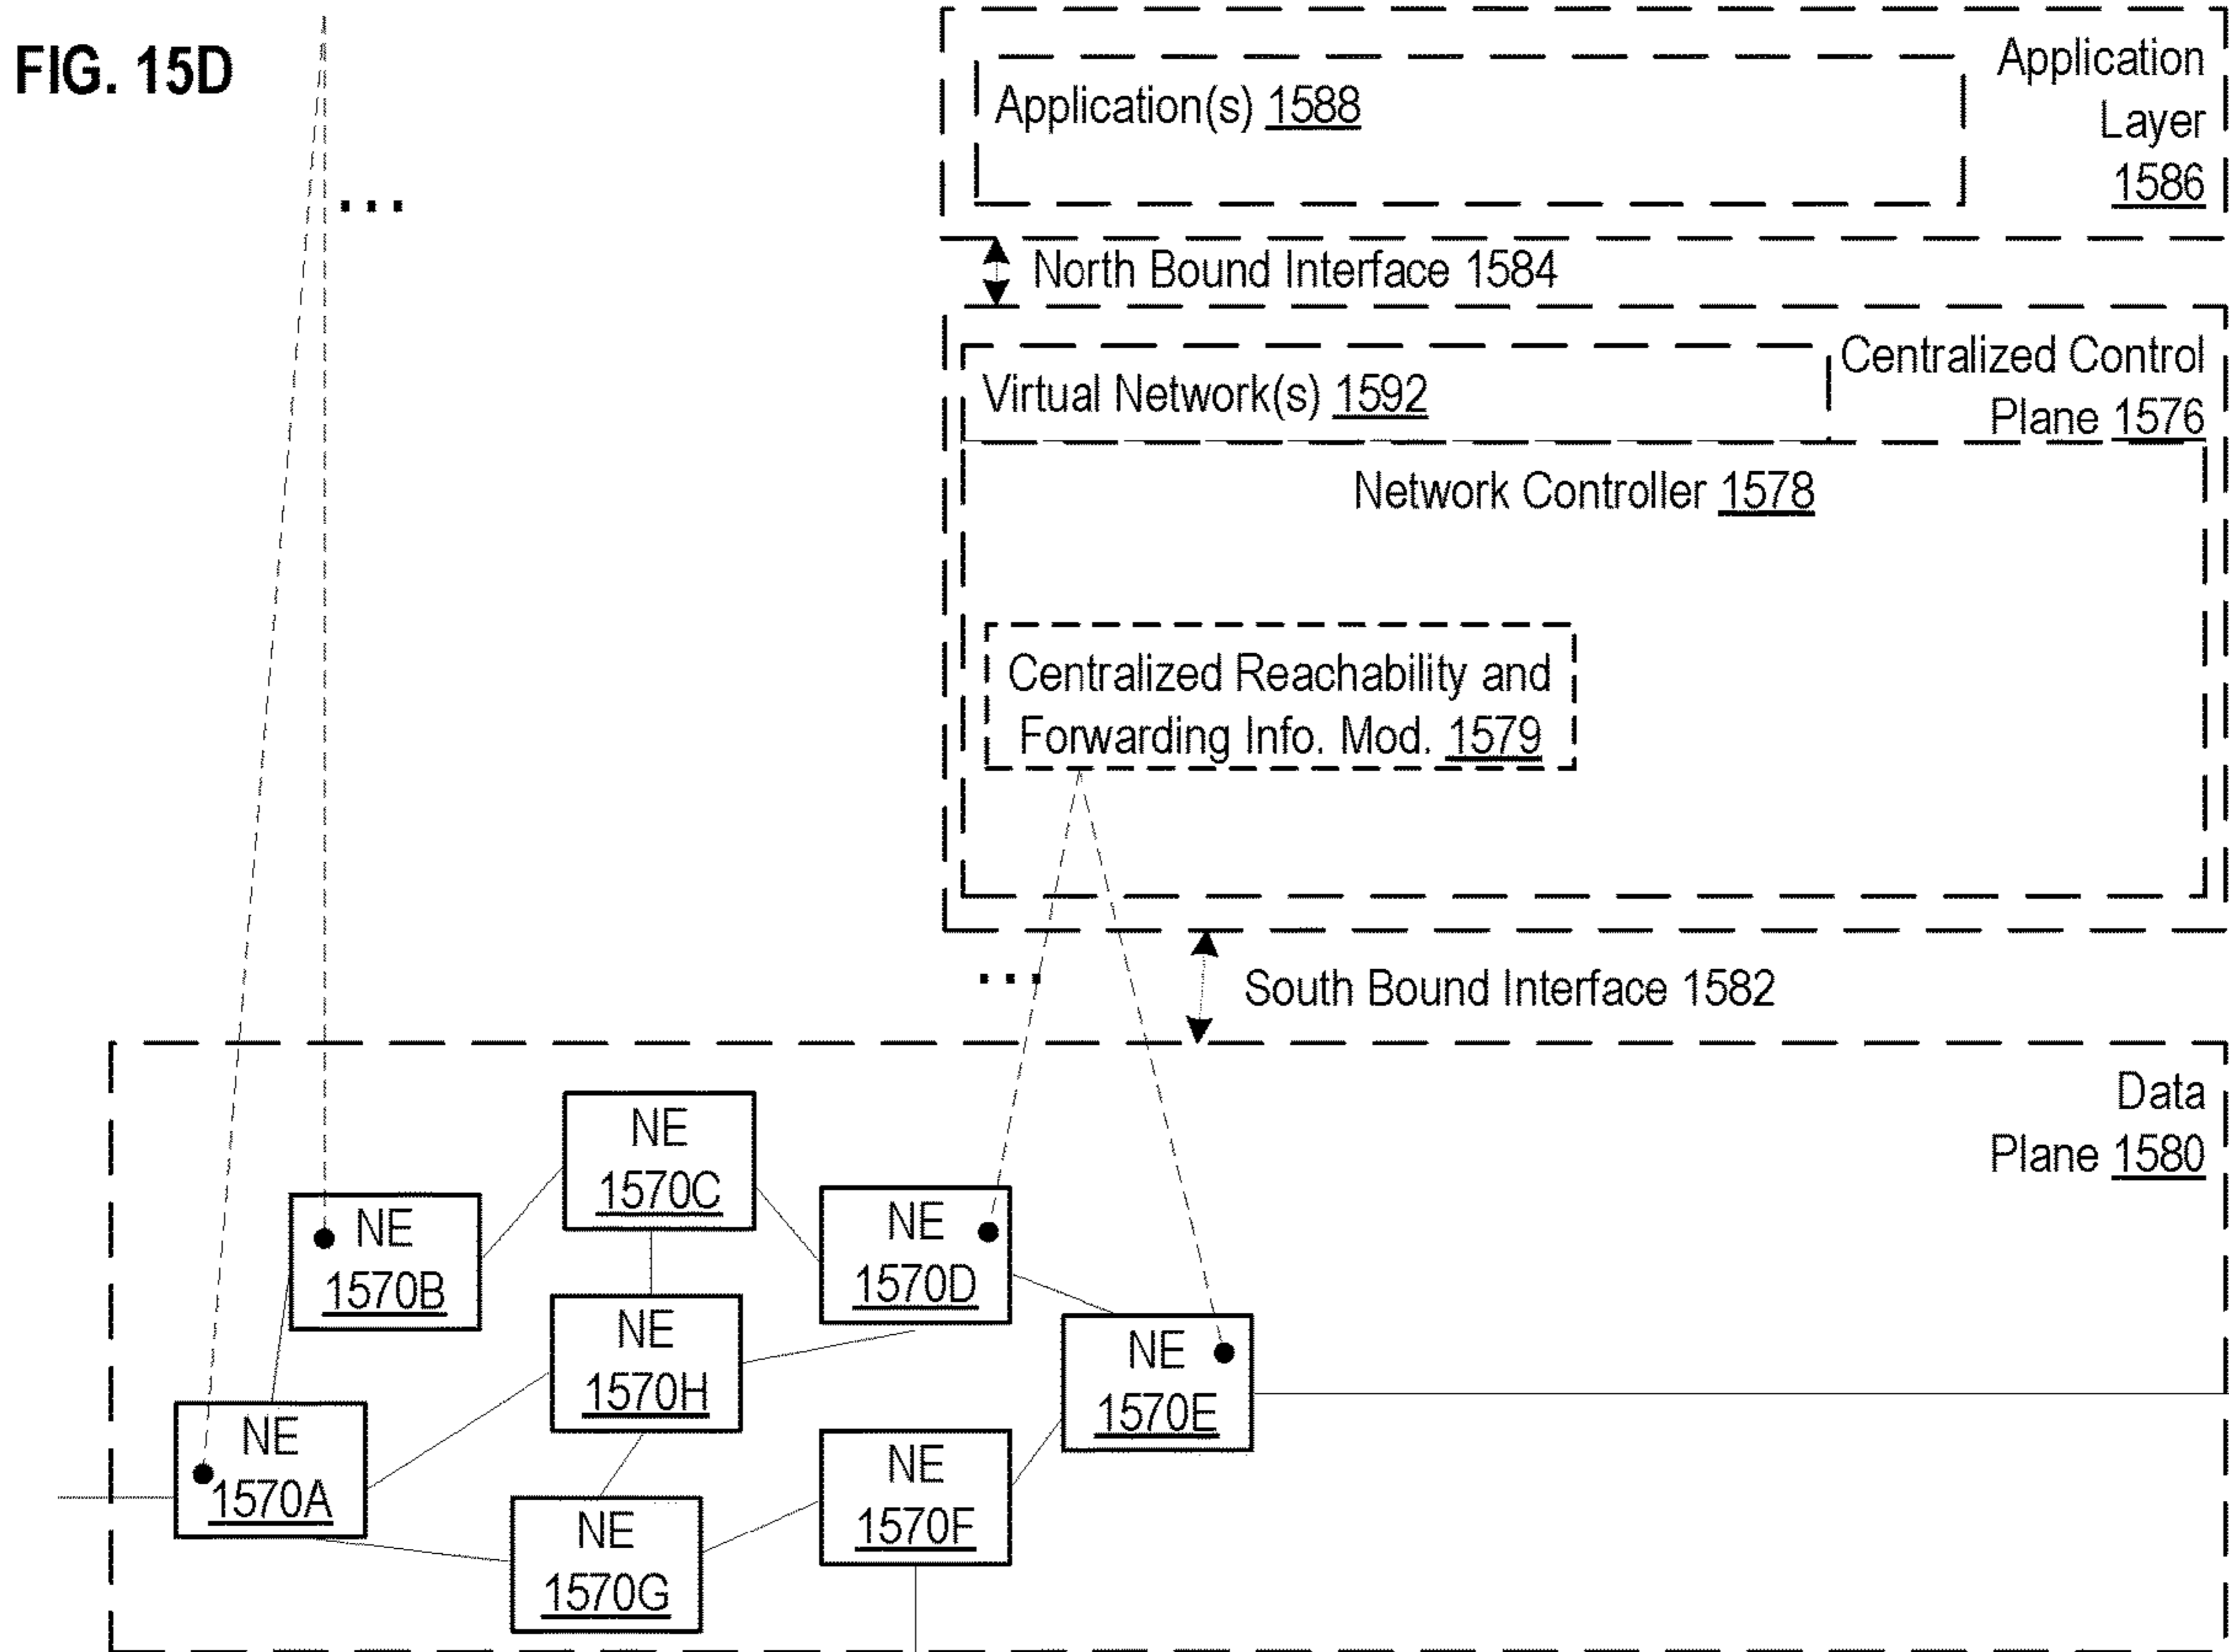 FIG. 15D
Application
Layer
1586
Application(s) 1588
...
North Bound Interface 1584
Centralized Control
Plane 1576
Virtual Network(s) 1592
Network Controller 1578
Centralized Reachability and
Forwarding Info. Mod. 1579
...
South Bound Interface 1582
Data
Plane 1580
NE
1570C
NE
1570B
NE
1570D
NE
1570H
NE
1570E
NE
1570A
NE
1570F
NE
1570G